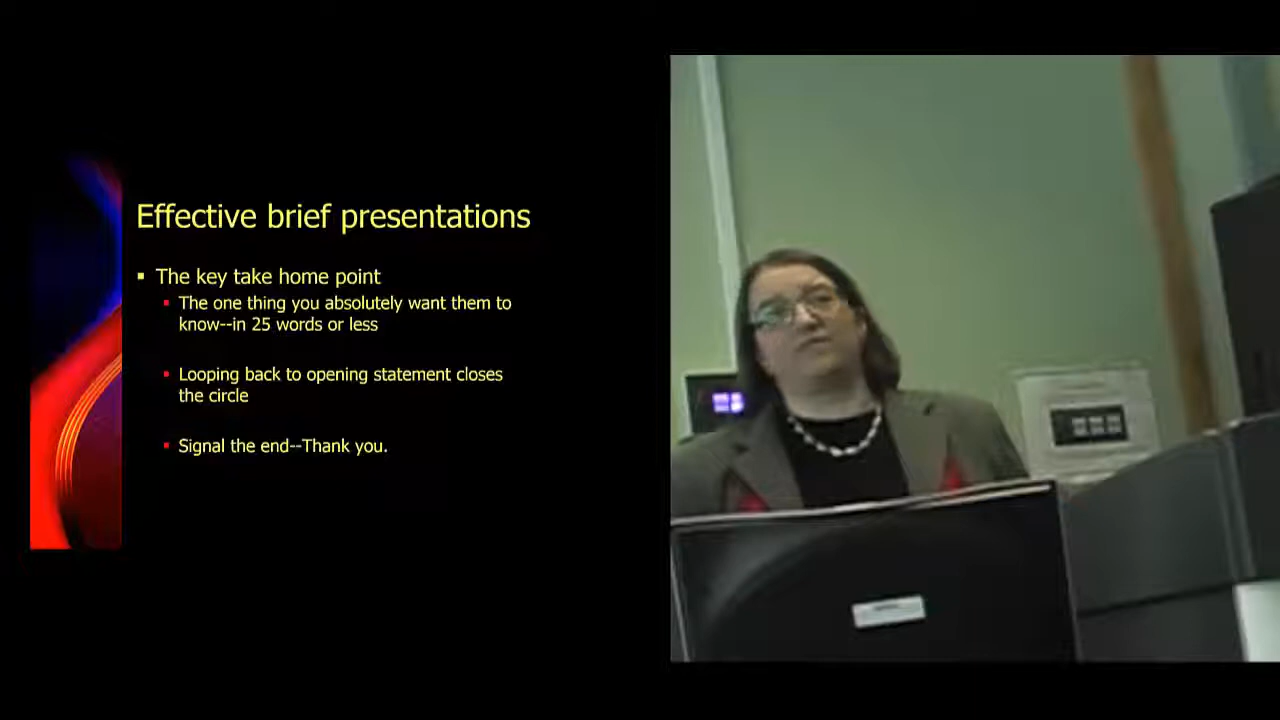 Effective brief presentations
▪ The key take home point
▪ The one thing you absolutely want them to
know--in 25 words or less
▪ Looping back to opening statement closes
the circle
▪ Signal the end--Thank you.